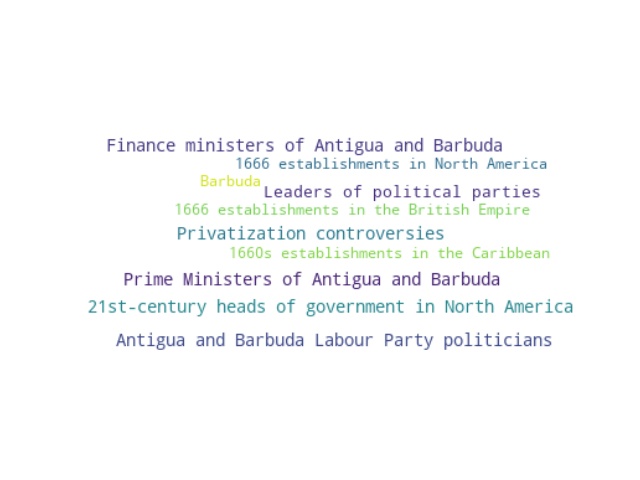 Finance ministers of Antigua and Barbuda
1666 establishments in North America
Barbuda
Leaders of political parties
1666 establishments in the British Empire
Privatization controversies
1660s establishments in the Caribbean
Prime Ministers of Antigua and Barbuda
21st-century heads of government in North America
Antigua and Barbuda Labour Party politicians